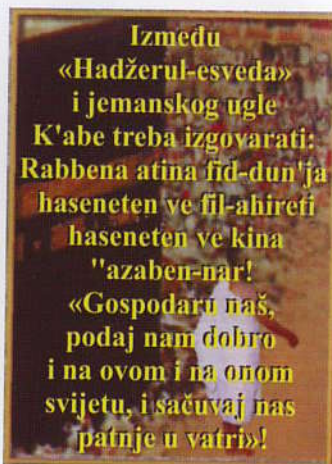 Između
«Hadžerul-esveda»
i jemanskog ugle
K'abe treba izgovarati:
Rabbena atina fid-dun'ja
haseneten ve fil-ahireti
haseneten ve kina
"azaben-nar!
«Gospodaru naš,
podaj nam dobro
i na ovom i na onom
svijetu, i sačuvaj nas
patnje u vatri»!